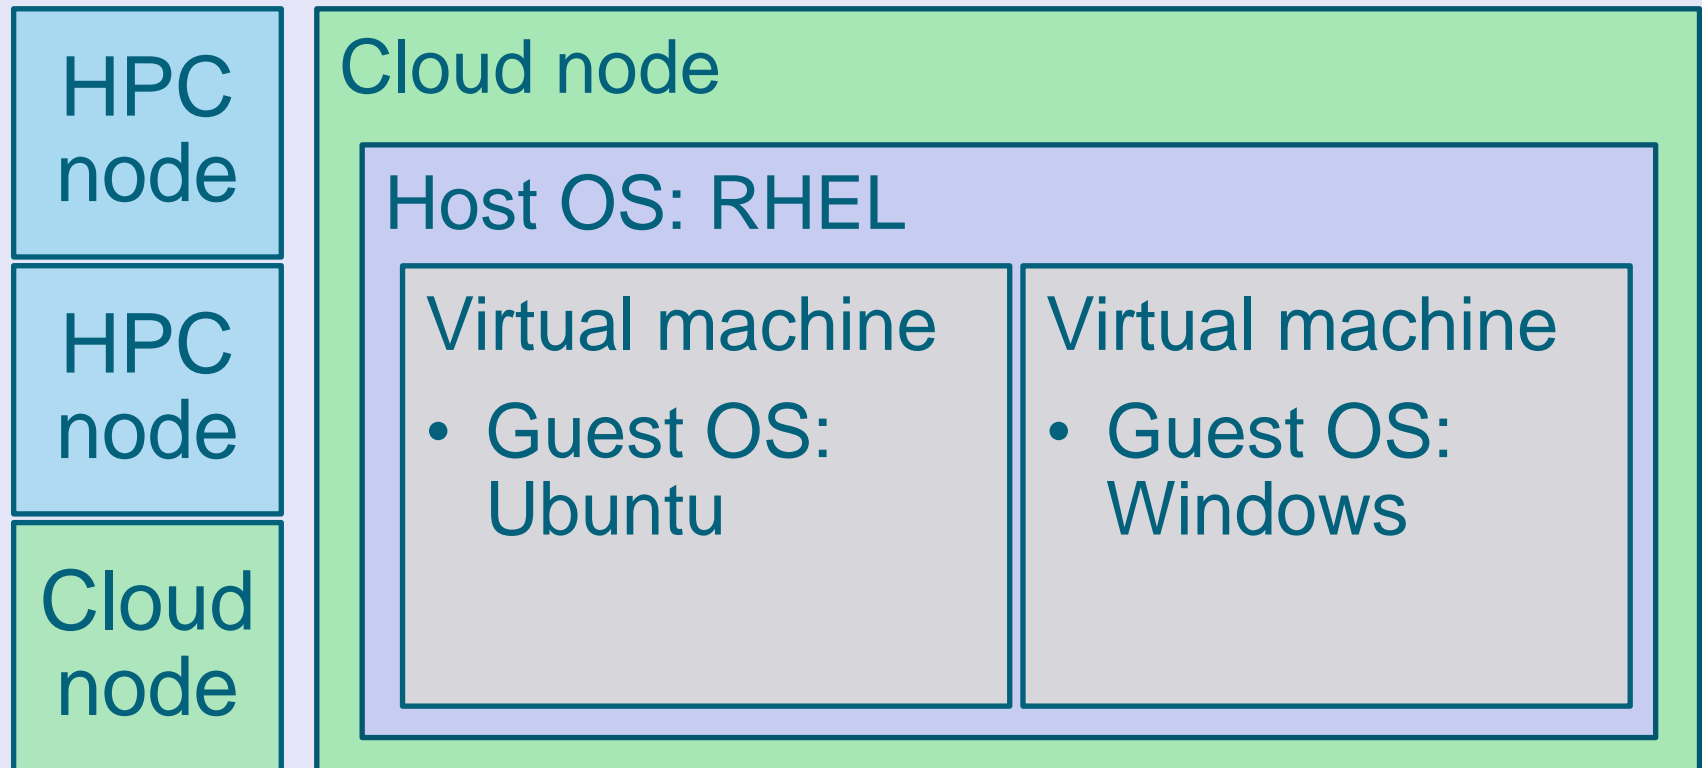 HPC
node
HPC
node
Cloud
node
Cloud node
Host OS: RHEL
Virtual machine
• Guest OS:
Ubuntu
Virtual machine
• Guest OS:
Windows